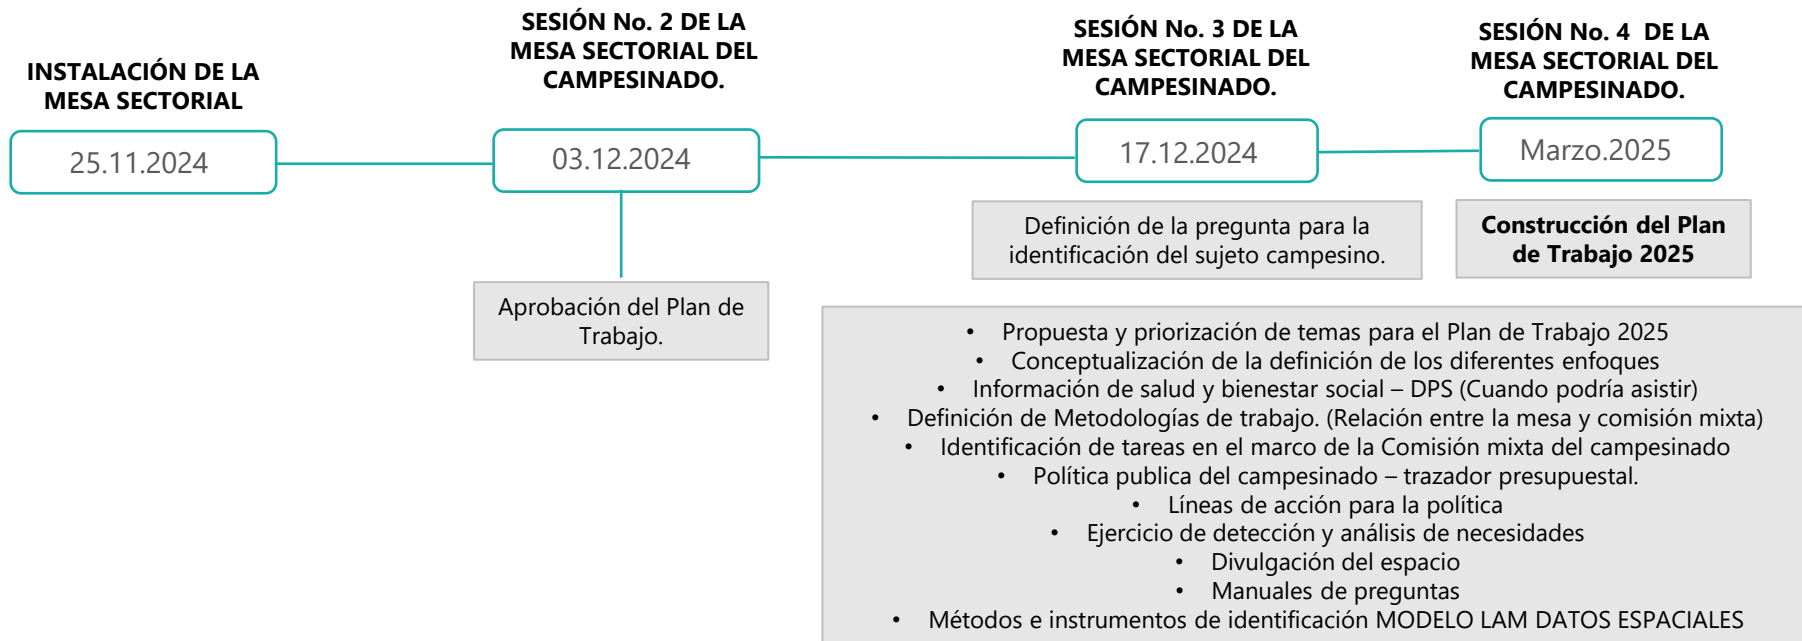 INSTALACIÓN DE LA
MESA SECTORIAL
25.11.2024
SESIÓN No. 2 DE LA
MESA SECTORIAL DEL
CAMPESINADO.
03.12.2024
Aprobación del Plan de
Trabajo.
SESIÓN No. 3 DE LA
MESA SECTORIAL DEL
CAMPESINADO.
17.12.2024
Definición de la pregunta para la
identificación del sujeto campesino.
SESIÓN No. 4 DE LA
MESA SECTORIAL DEL
CAMPESINADO.
Marzo.2025
Construcción del Plan
de Trabajo 2025
• Propuesta y priorización de temas para el Plan de Trabajo 2025
• Conceptualización de la definición de los diferentes enfoques
• Información de salud y bienestar social – DPS (Cuando podría asistir)
• Definición de Metodologías de trabajo. (Relación entre la mesa y comisión mixta)
• Identificación de tareas en el marco de la Comisión mixta del campesinado
• Política publica del campesinado – trazador presupuestal.
• Líneas de acción para la política
• Ejercicio de detección y análisis de necesidades
• Divulgación del espacio
• Manuales de preguntas
• Métodos e instrumentos de identificación MODELO LAM DATOS ESPACIALES